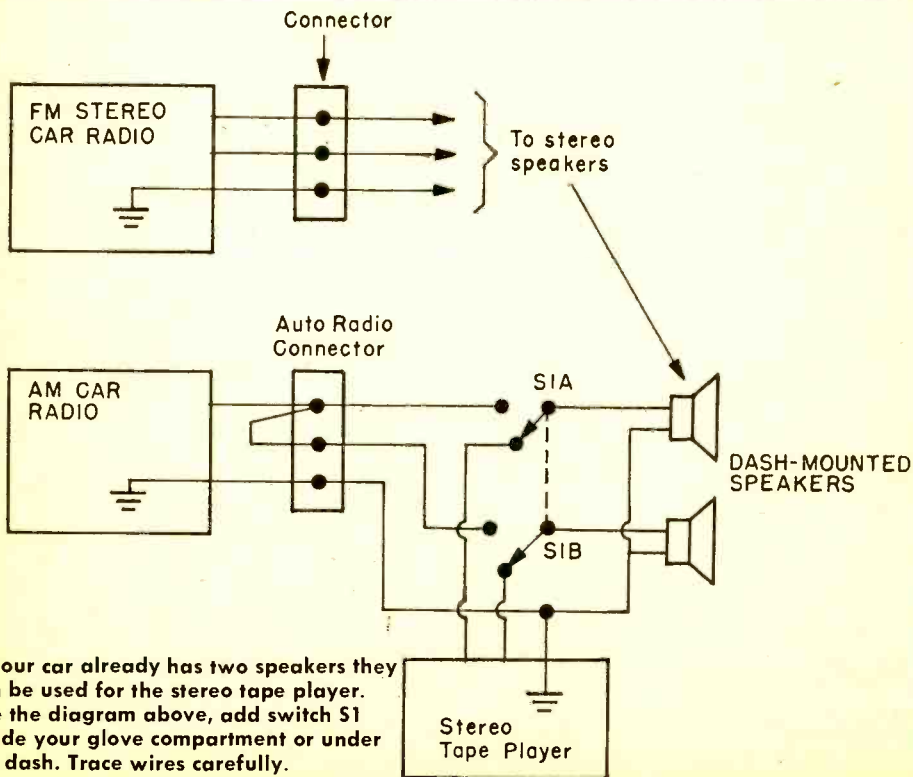 Connector
FM STEREO
CAR RADIO
To stereo
speakers
Auto Radio
Connector
AM CAR
RADIO
S1A
DASH-MOUNTED
SPEAKERS
S1B
our car already has two speakers they
be used for the stereo tape player.
the diagram above, add switch S1
your glove compartment or under
dash. Trace wires carefully.
Stereo
Tape Player